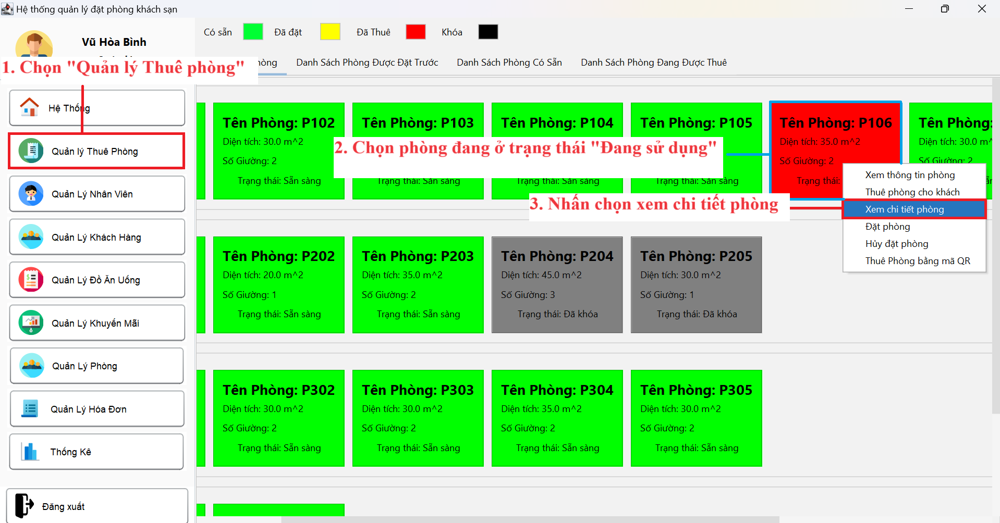 Hệ thống quản lý đặt phòng khách sạn
Vũ Hòa Bình
Có sẵn
Đã đặt
Đã Thuê
Khóa
1. Chọn "Quản lý Thuê phòng"
Danh Sách Phòng Được Đặt Trước
Danh Sách Phòng Có Sẵn
Danh Sách Phòng Đang Được Thuê
Hệ Thống
Quản lý Thuê Phòng
Quản Lý Nhân Viên
Quản Lý Khách Hàng
Quản Lý Đồ Ăn Uống
Quản Lý Khuyến Mãi
Quản Lý Phòng
Quản Lý Hóa Đơn
Thống Kê
Đăng xuất
Tên Phòng: P102
Diện tích: 30.0 m^2
Số Giường: 2
Trạng thái: Sẵn sàng
Tên Phòng: P103
Trạng thái: Sẵn sàng
Tên Phòng: P104
Trạng thái: Sẵn sàng
Tên Phòng: P105
Trạng thái: Sẵn sàng
2. Chọn phòng đang ở trạng thái "Đang sử dụng"
Tên Phòng: P106
Diện tích: 35.0 m^2
Số Giường: 2
Trạng thái:
Tên Phòng:
Diện tích: 30.0 m^
Số Giường: 2
3. Nhấn chọn xem chi tiết phòng
Xem thông tin phòng
Thuê phòng cho khách
Xem chi tiết phòng
Đặt phòng
Hủy đặt phòng
Thuê Phòng bằng mã QR
Tên Phòng: P202
Diện tích: 20.0 m^2
Số Giường: 1
Trạng thái: Sẵn sàng
Tên Phòng: P203
Diện tích: 35.0 m^2
Số Giường: 2
Trạng thái: Sẵn sàng
Tên Phòng: P204
Diện tích: 45.0 m^2
Số Giường: 3
Trạng thái: Đã khóa
Tên Phòng: P205
Diện tích: 30.0 m^2
Số Giường: 1
Trạng thái: Đã khóa
Tên Phòng: P302
Diện tích: 30.0 m^2
Số Giường: 2
Trạng thái: Sẵn sàng
Tên Phòng: P303
Diện tích: 30.0 m^2
Số Giường: 2
Trạng thái: Sẵn sàng
Tên Phòng: P304
Diện tích: 35.0 m^2
Số Giường: 2
Trạng thái: Sẵn sàng
Tên Phòng: P305
Diện tích: 30.0 m^2
Số Giường: 2
Trạng thái: Sẵn sàng